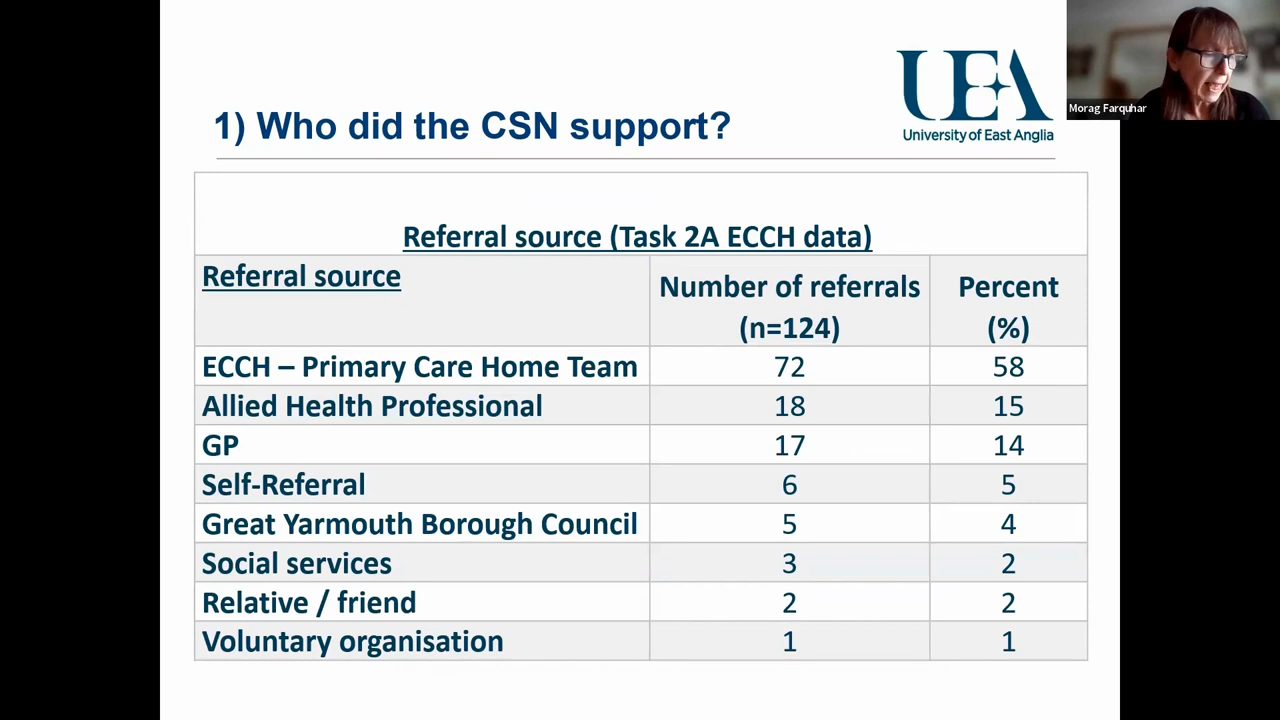 1) Who did the CSN support?
UEA
University of East Anglia
Morag Farquhar
Referral source (Task 2A ECCH data)
Referral source Number of referrals (n=124) Percent (%)
ECCH – Primary Care Home Team 72 58
Allied Health Professional 18 15
GP 17 14
Self-Referral 6 5
Great Yarmouth Borough Council 5 4
Social services 3 2
Relative / friend 2 2
Voluntary organisation 1 1